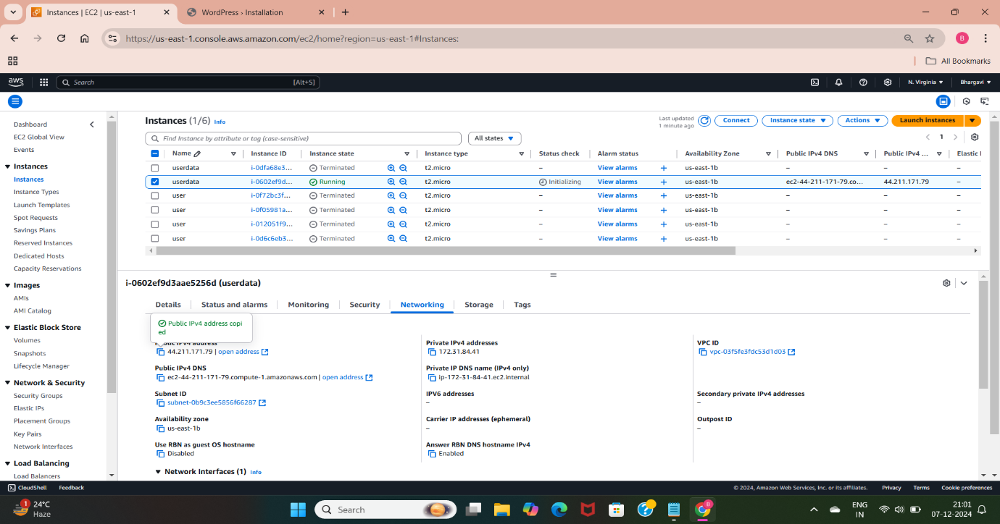 Instances | EC2 | us-east-1
WordPress › Installation
https://us-east-1.console.aws.amazon.com/ec2/home?region=us-east-1#Instances:
B
All Bookmarks
aws
Search
[Alt+S]
N. Virginia ▼
Bhargavi ▼
Dashboard
EC2 Global View
Events
Instances
Instances
Instance Types
Launch Templates
Spot Requests
Savings Plans
Reserved Instances
Dedicated Hosts
Capacity Reservations
Images
AMIs
AMI Catalog
Elastic Block Store
Volumes
Snapshots
Lifecycle Manager
Network & Security
Security Groups
Elastic IPs
Placement Groups
Key Pairs
Network Interfaces
Load Balancing
Load Balancers
Instances (1/6) Info
Last updated
1 minute ago
Connect
Instance state ▼
Actions ▼
Launch instances
Find Instance by attribute or tag (case-sensitive)
All states ▼
1
Name Instance ID Instance state Instance type Status check Alarm status Availability Zone Public IPv4 DNS Public IPv4 ... Elastic I
userdata i-0dfa68e3... Terminated t2.micro – View alarms + us-east-1b – – –
userdata i-0602ef9d... Running t2.micro Initializing View alarms + us-east-1b ec2-44-211-171-79.co... 44.211.171.79 –
user i-0f72bc3f... Terminated t2.micro – View alarms + us-east-1b – – –
user i-0f05981a... Terminated t2.micro – View alarms + us-east-1b – – –
user i-012051f9... Terminated t2.micro – View alarms + us-east-1b – – –
user i-0d6c6eb3... Terminated t2.micro – View alarms + us-east-1b – – –
i-0602ef9d3aae5256d (userdata)
Details
Status and alarms
Monitoring
Security
Networking
Storage
Tags
Public IPv4 address copi
ed
Public IPv4 address
44.211.171.79 | open address
Public IPv4 DNS
ec2-44-211-171-79.compute-1.amazonaws.com | open address
Subnet ID
subnet-0b9c3ee5856f66287
Availability zone
us-east-1b
Use RBN as guest OS hostname
Disabled
Private IPv4 addresses
172.31.84.41
Private IP DNS name (IPv4 only)
ip-172-31-84-41.ec2.internal
IPV6 addresses
–
Carrier IP addresses (ephemeral)
–
Answer RBN DNS hostname IPv4
Enabled
VPC ID
vpc-03f5fe3fdc53d1d03
Secondary private IPv4 addresses
–
Outpost ID
–
Network Interfaces (1) Info
CloudShell
Feedback
© 2024, Amazon Web Services, Inc. or its affiliates.
Privacy
Terms
Cookie preferences
1
24°C
Haze
Search
B
ENG
IN
21:01
07-12-2024